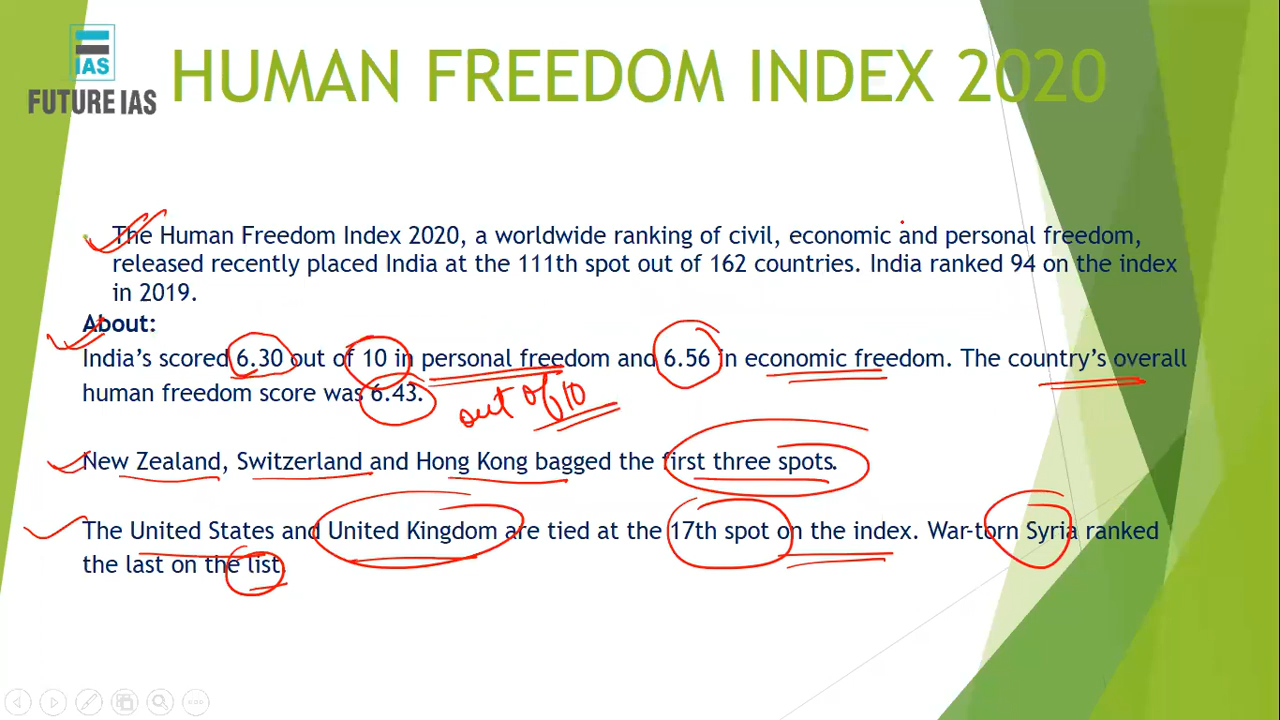 IAS
FUTURE IAS
HUMAN FREEDOM INDEX 2020
The Human Freedom Index 2020, a worldwide ranking of civil, economic and personal freedom,
released recently placed India at the 111th spot out of 162 countries. India ranked 94 on the index
in 2019.
About:
India's scored 6.30 out of 10 in personal freedom and 6.56 in economic freedom. The country's overall
human freedom score was 6.43.
out of 10
New Zealand, Switzerland and Hong Kong bagged the first three spots.
The United States and United Kingdom are tied at the 17th spot on the index. War-torn Syria ranked
the last on the list.